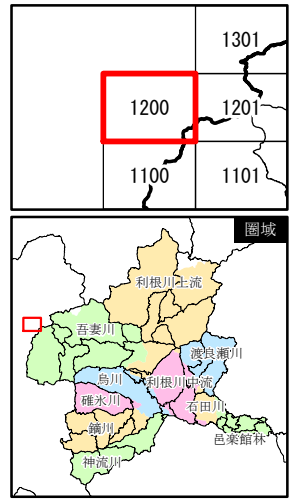 1301
1200
1201
1100
1101
圏域
利根川上流
吾妻川
渡良瀬川
烏川
利根川中流
碓氷川
石田川
鏑川
邑楽館林
神流川